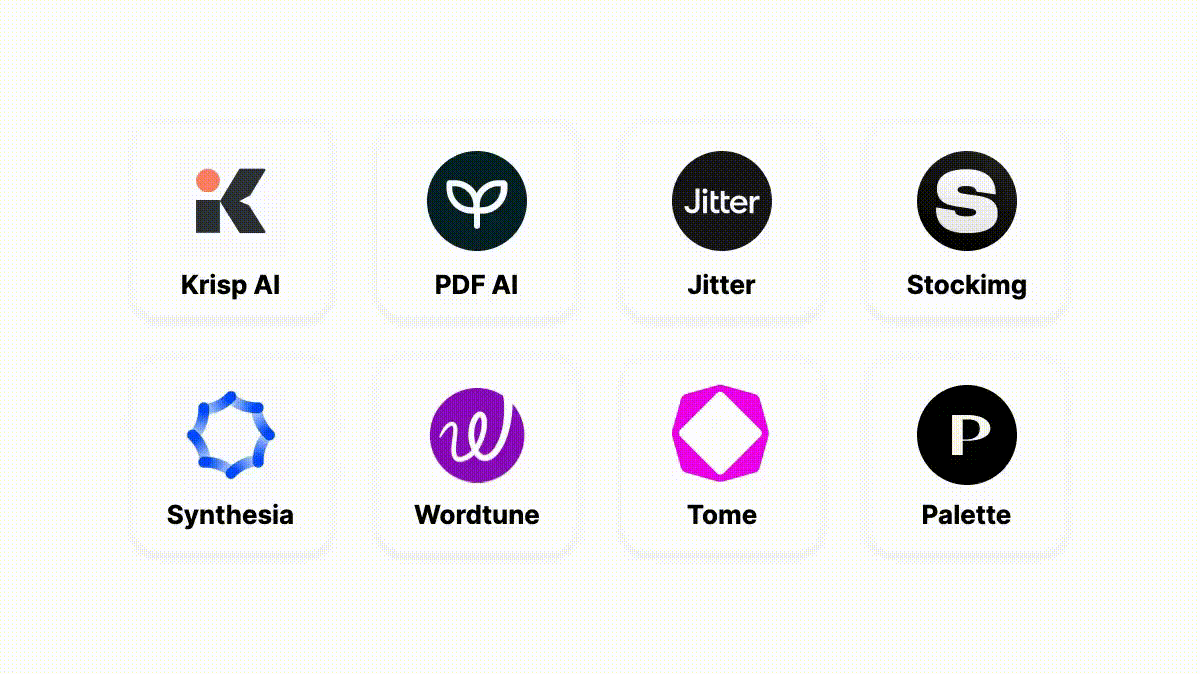 Jitter
S
Krisp AI
PDF AI
Jitter
Stockimg
P
Synthesia
Wordtune
Tome
Palette